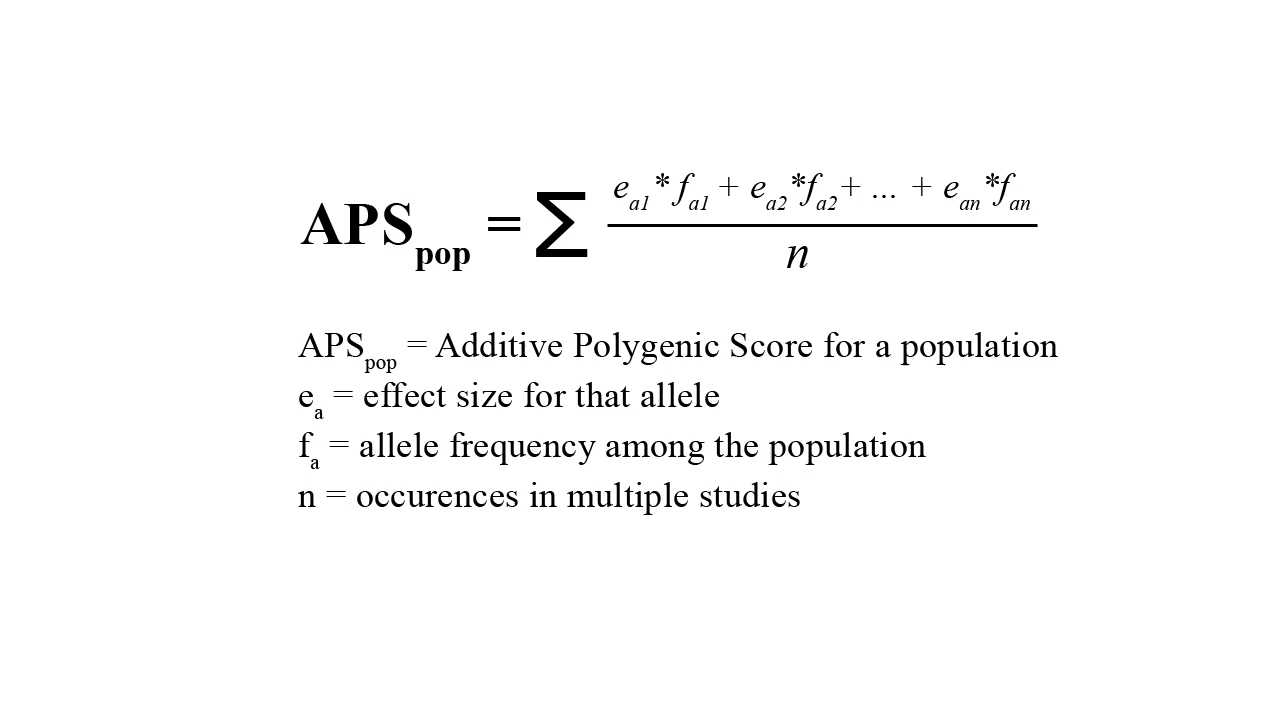 APSpop = ∑ ea1* fa1 + ea2*fa2+ ... + ean*fan
n
APSpop = Additive Polygenic Score for a population
ea = effect size for that allele
fa = allele frequency among the population
n = occurences in multiple studies